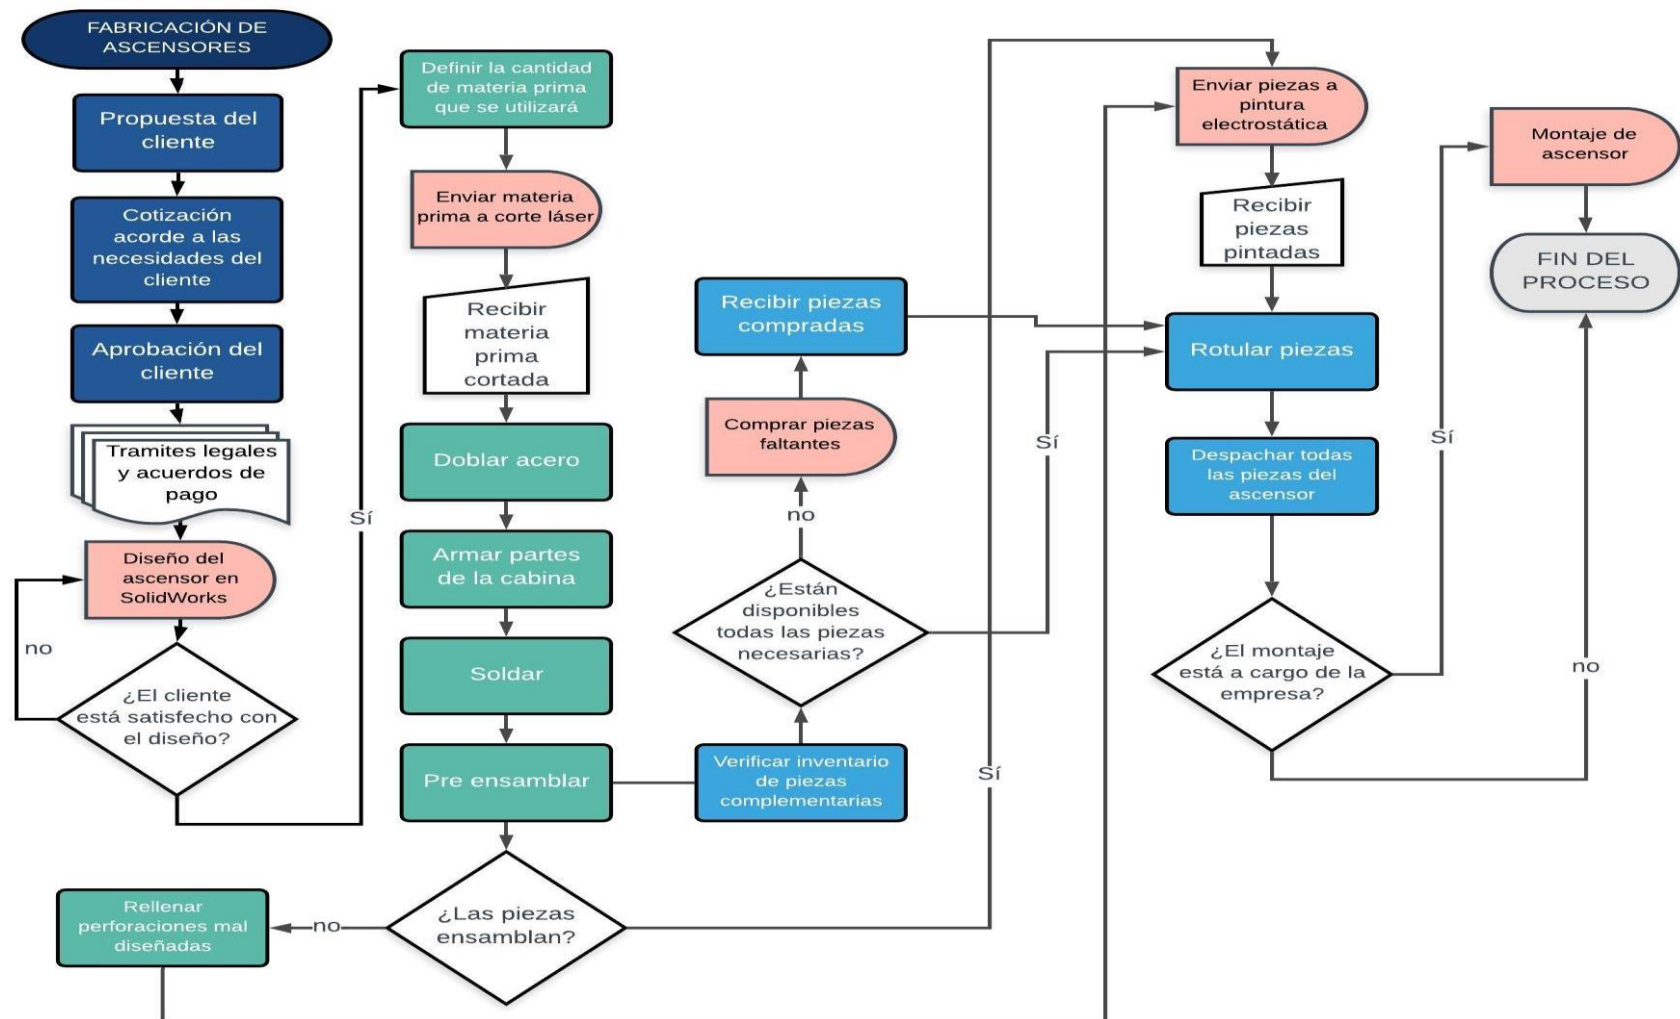 FABRICACIÓN DE
ASCENSORES
Propuesta del
cliente
Cotización
acorde a las
necesidades del
cliente
Aprobación del
cliente
Tramites legales
y acuerdos de
pago
Diseño del
ascensor en
SolidWorks
no
¿El cliente
está satisfecho con
el diseño?
Sí
Definir la cantidad
de materia prima
que se utilizará
Enviar materia
prima a corte láser
Recibir
materia
prima
cortada
Doblar acero
Armar partes
de la cabina
Soldar
Pre ensamblar
¿Las piezas
ensamblan?
no
Rellenar
perforaciones mal
diseñadas
Verificar inventario
de piezas
complementarias
¿Están
disponibles
todas las piezas
necesarias?
no
Comprar piezas
faltantes
Recibir piezas
compradas
Sí
Sí
Enviar piezas a
pintura
electrostática
Recibir
piezas
pintadas
Rotular piezas
Despachar todas
las piezas del
ascensor
¿El montaje
está a cargo de la
empresa?
Sí
no
Montaje de
ascensor
FIN DEL
PROCESO